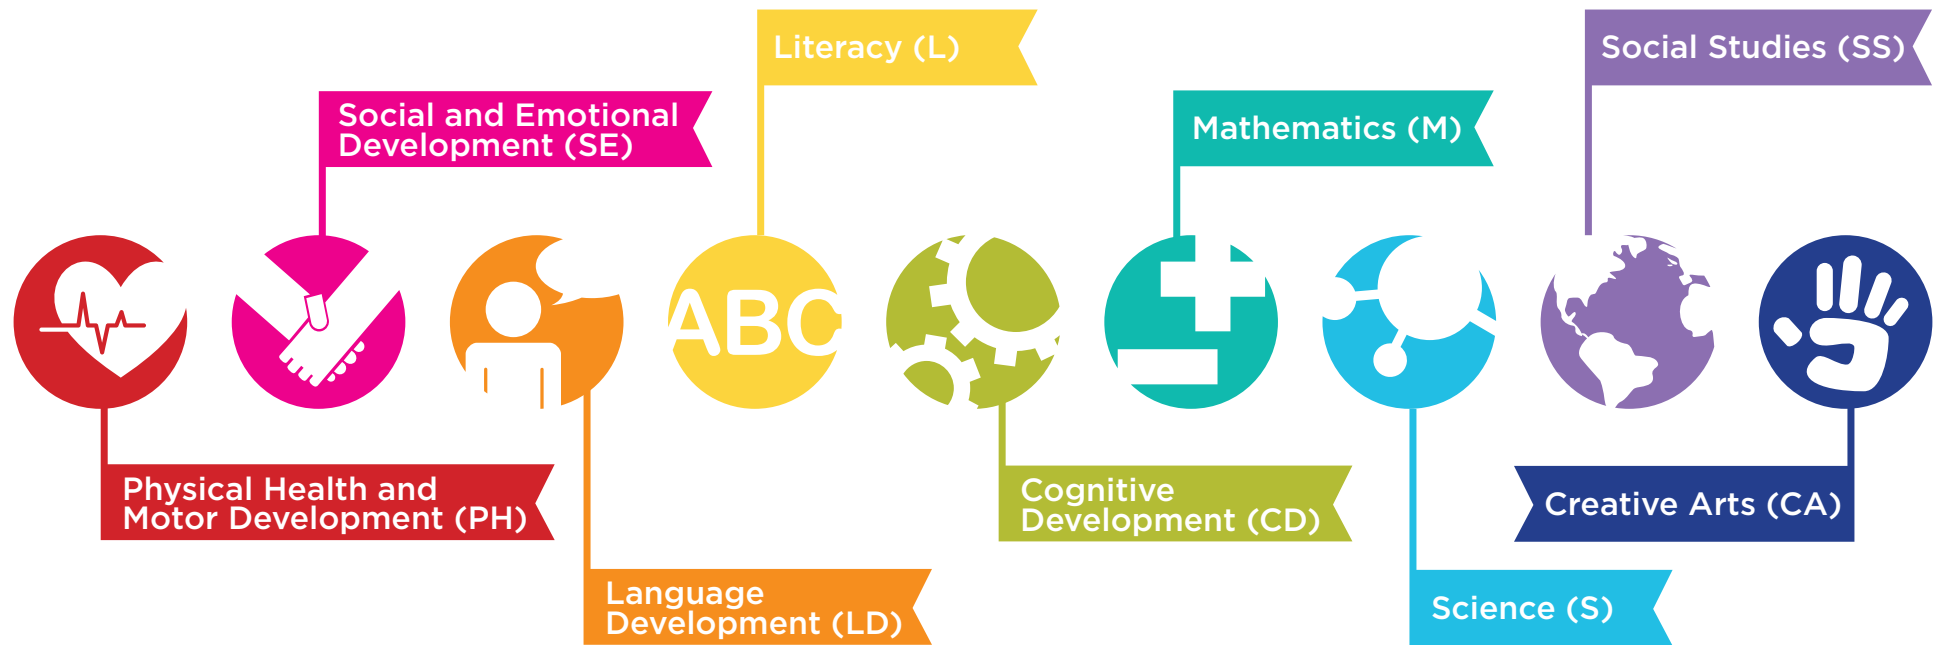 Literacy (L)
Social Studies (SS)
Social and Emotional
Development (SE)
Mathematics (M)
ABC
Physical Health and
Motor Development (PH)
Cognitive
Development (CD)
Creative Arts (CA)
Language
Development (LD)
Science (S)